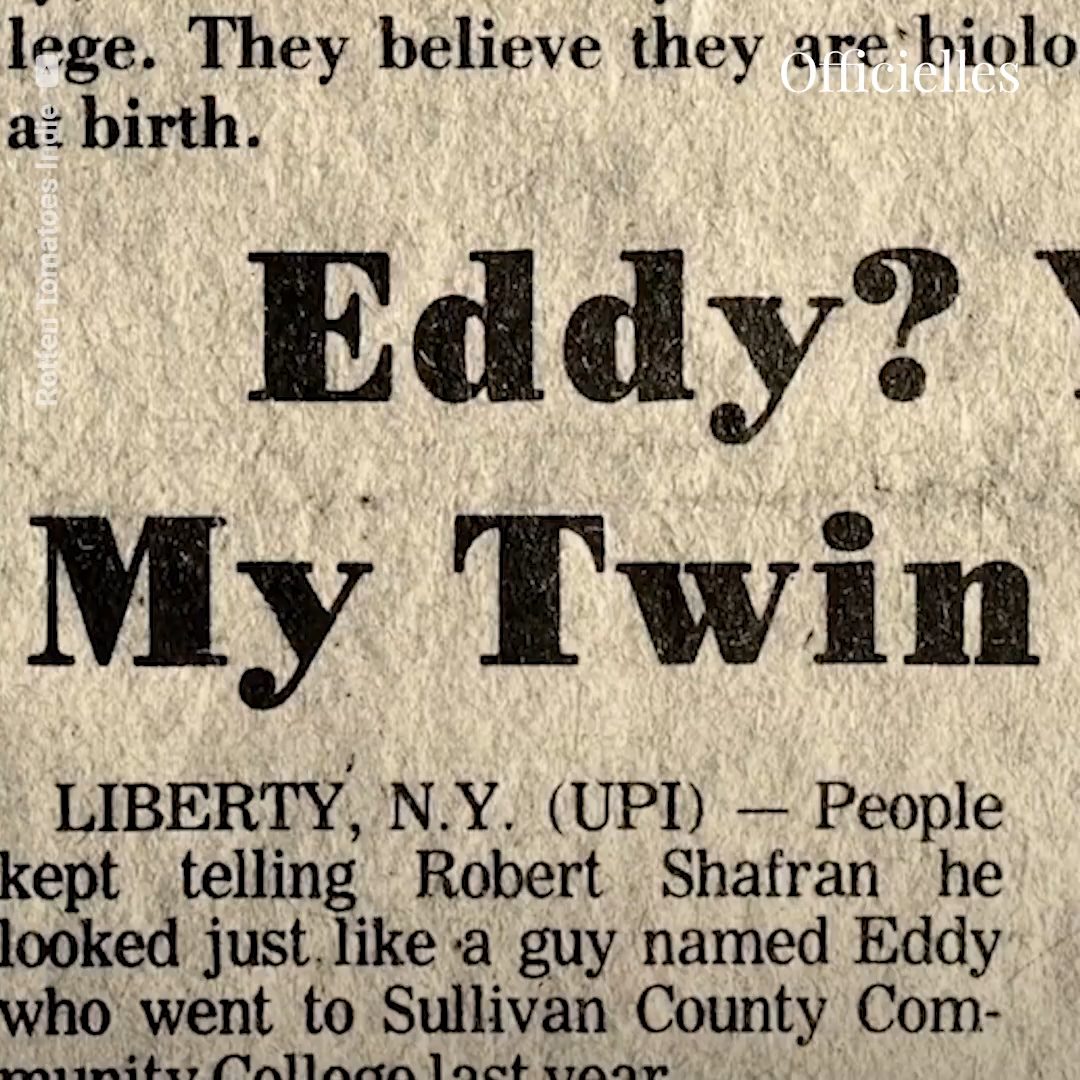 lege. They believe they are biolo
at birth.
Officielles
Rotten Tomatoes Indie
Eddy?
My Twin
LIBERTY, N.Y. (UPI) — People
kept telling Robert Shafran he
looked just like a guy named Eddy
who went to Sullivan County Com-
munity College last year.